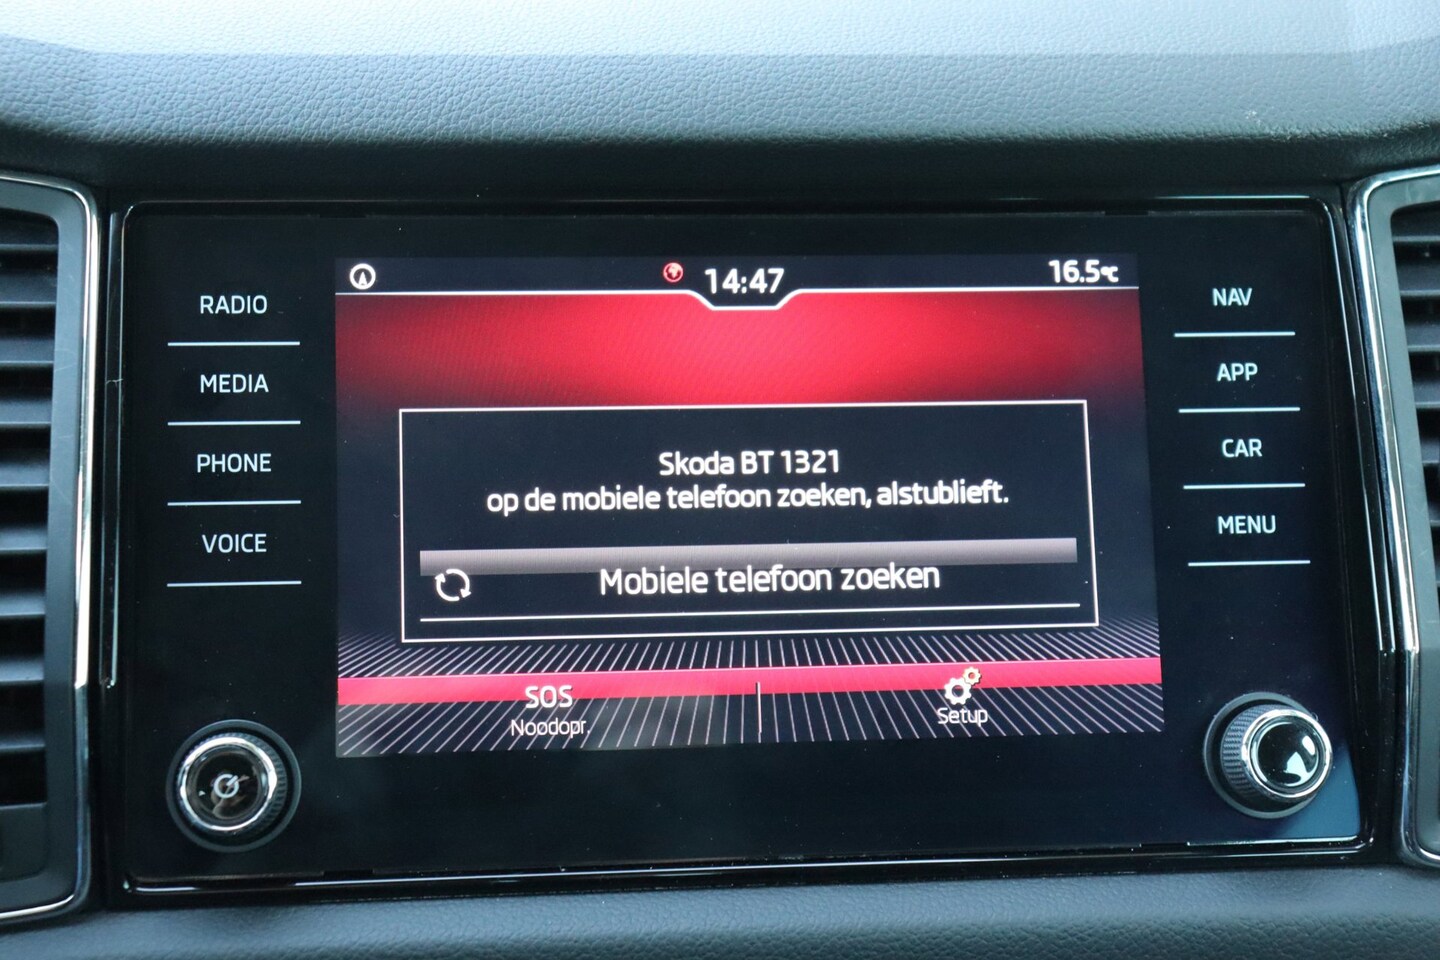 14:47
16.5°C
RADIO
MEDIA
PHONE
VOICE
NAV
APP
CAR
MENU
Skoda BT 1321
op de mobiele telefoon zoeken, alstublieft.
Mobiele telefoon zoeken
SOS
Noodopr.
Setup